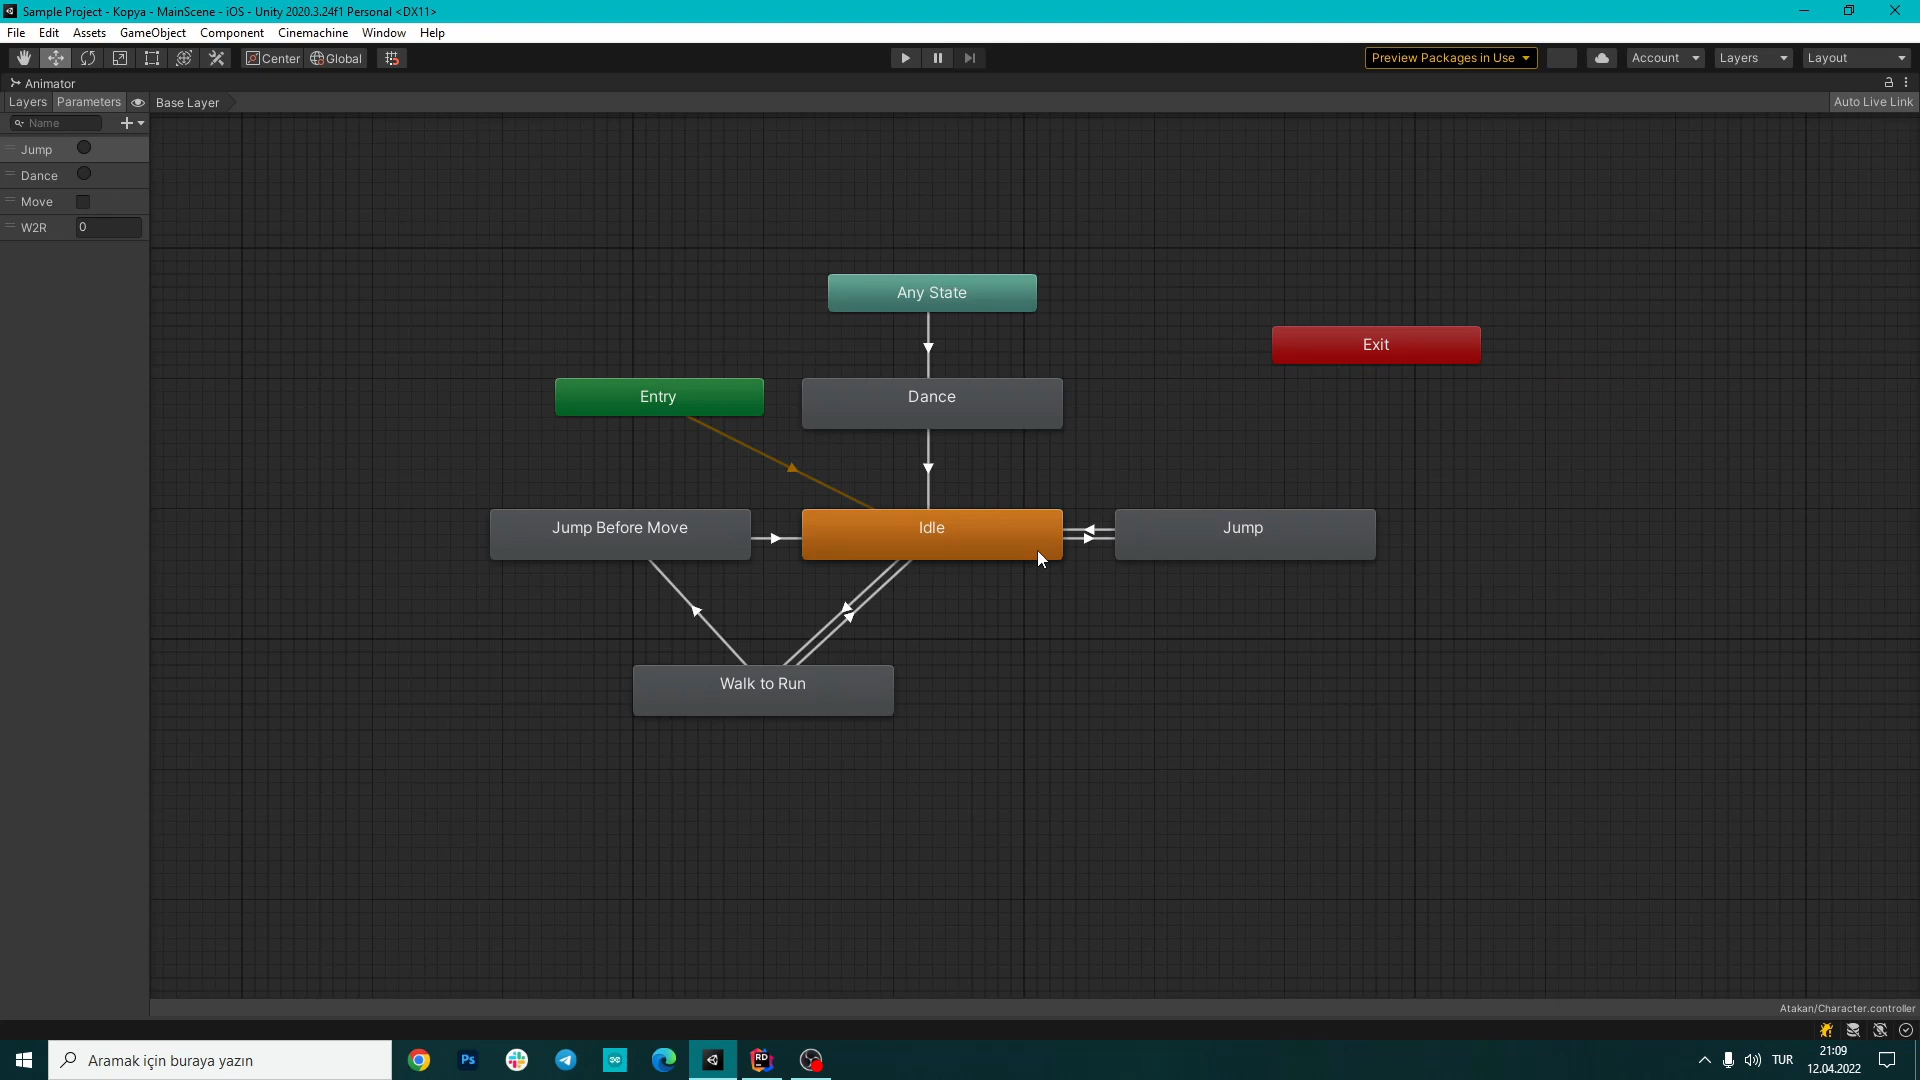 Sample Project - Kopya - MainScene - iOS - Unity 2020.3.24f1 Personal <DX11>
File Edit Assets GameObject Component Cinemachine Window Help
Center Global Preview Packages in Use Account Layers Layout
Animator
Layers Parameters Base Layer Auto Live Link
Name
Jump
Dance
Move
W2R 0
Any State
Exit
Entry
Dance
Jump Before Move
Idle
Jump
Walk to Run
Atakan/Character.controller
Aramak için buraya yazın
Ps
RD
TUR
21:09
12.04.2022